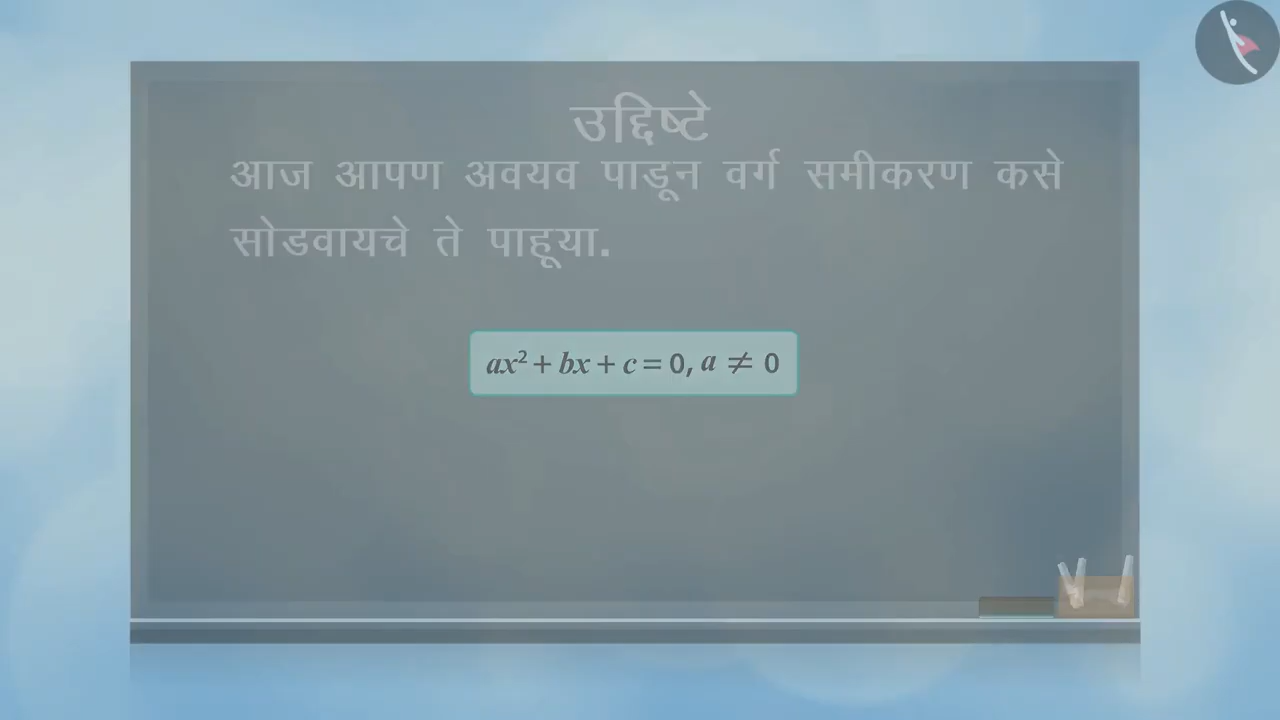 उद्दिष्टे
आज आपण अवयव पाडून वर्ग समीकरण कसे
सोडवायचे ते पाहूया.
ax² + bx + c = 0, a ≠ 0